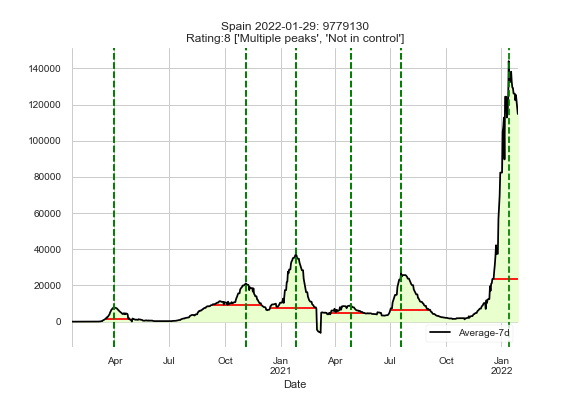 Spain 2022-01-29: 9779130
Rating:8 ['Multiple peaks', 'Not in control']
140000
120000
100000
80000
60000
40000
20000
0
Average-7d
Apr Jul Oct Jan Apr Jul Oct Jan
2021 2022
Date